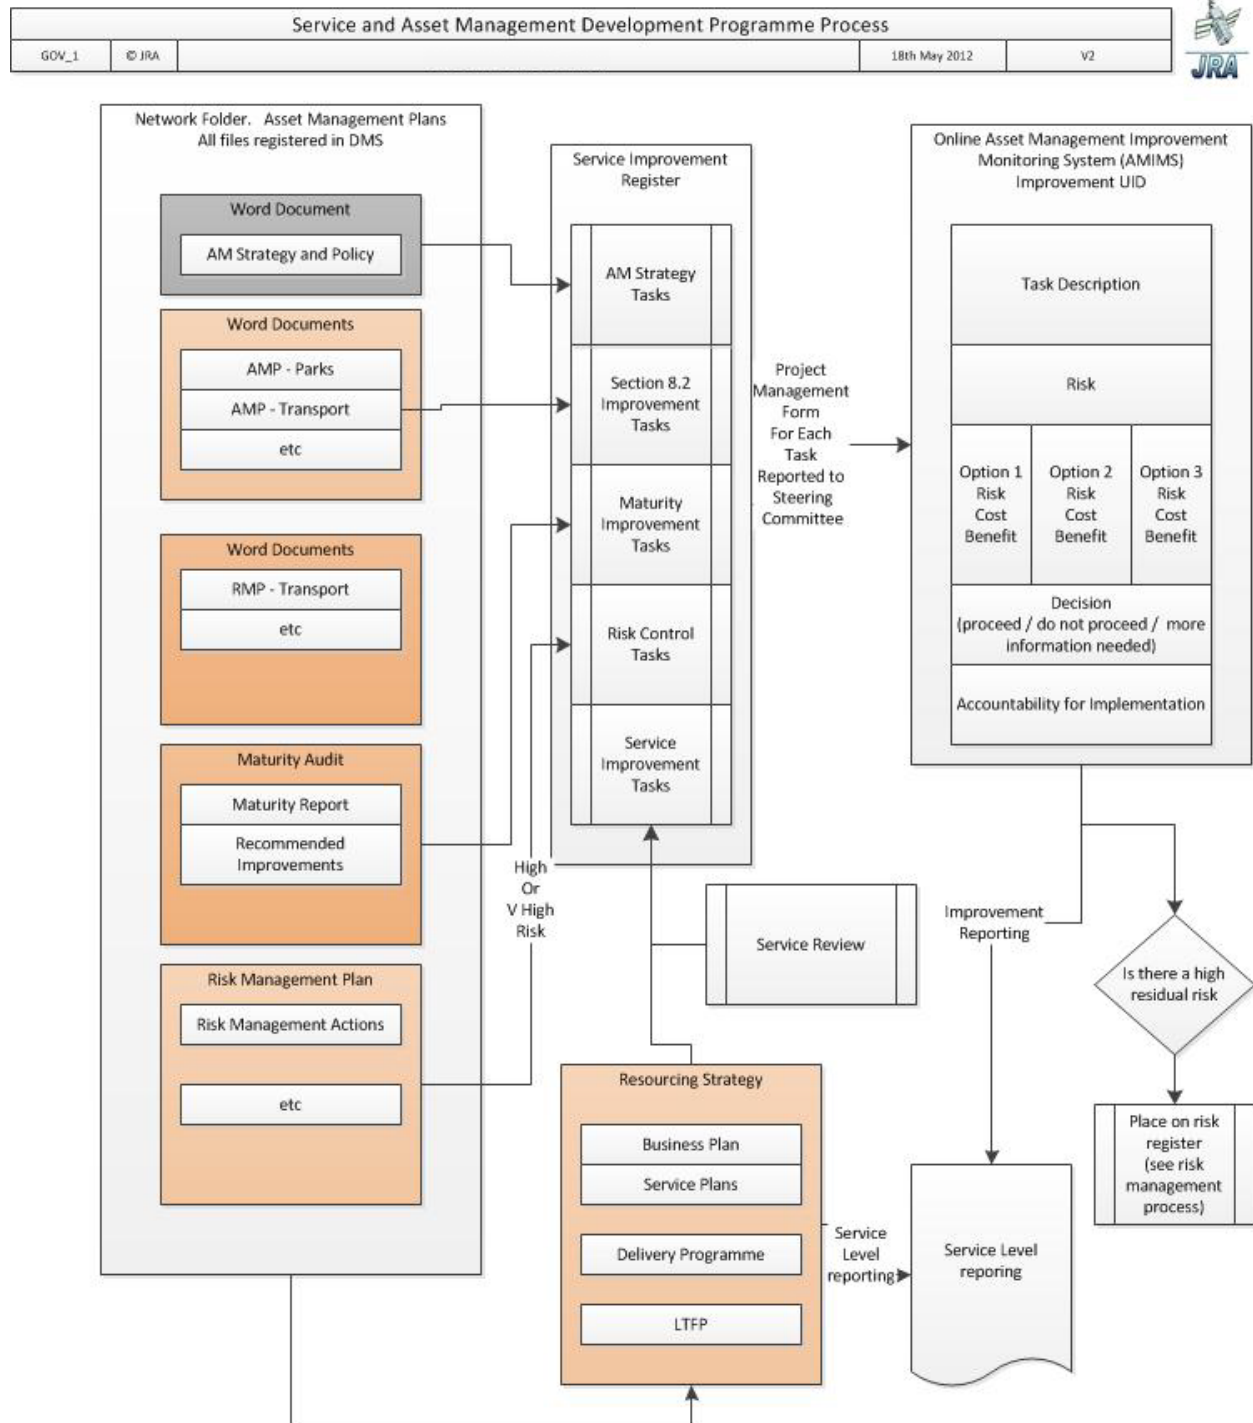 Service and Asset Management Development Programme Process
GOV_1
© JRA
18th May 2012
V2
JRA
Network Folder. Asset Management Plans
All files registered in DMS
Word Document
AM Strategy and Policy
Word Documents
AMP - Parks
AMP - Transport
etc
Word Documents
RMP - Transport
etc
Maturity Audit
Maturity Report
Recommended
Improvements
Risk Management Plan
Risk Management Actions
etc
High
Or
V High
Risk
Service Improvement
Register
AM Strategy
Tasks
Section 8.2
Improvement
Tasks
Maturity
Improvement
Tasks
Risk Control
Tasks
Service
Improvement
Tasks
Project
Management
Form
For Each
Task
Reported to
Steering
Committee
Online Asset Management Improvement
Monitoring System (AMIMS)
Improvement UID
Task Description
Risk
Option 1
Risk
Cost
Benefit
Option 2
Risk
Cost
Benefit
Option 3
Risk
Cost
Benefit
Decision
(proceed / do not proceed / more
information needed)
Accountability for Implementation
Service Review
Improvement
Reporting
Is there a high
residual risk
Place on risk
register
(see risk
management
process)
Resourcing Strategy
Business Plan
Service Plans
Delivery Programme
LTFP
Service
Level
reporting
Service Level
reporing